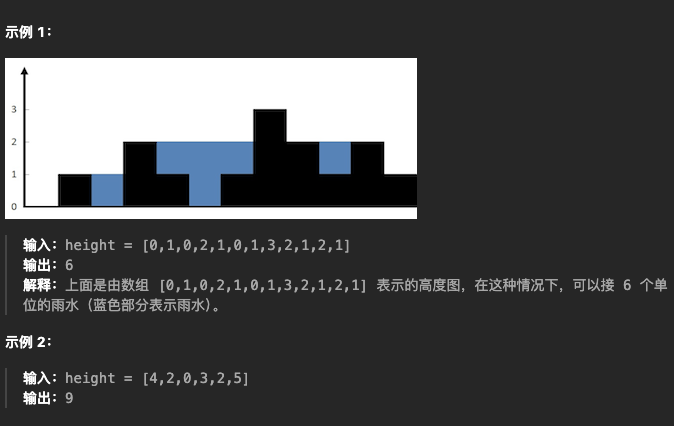 示例 1：
3
2
1
0
输入：height = [0,1,0,2,1,0,1,3,2,1,2,1]
输出：6
解释：上面是由数组 [0,1,0,2,1,0,1,3,2,1,2,1] 表示的高度图，在这种情况下，可以接 6 个单
位的雨水（蓝色部分表示雨水）。
示例 2：
输入：height = [4,2,0,3,2,5]
输出：9